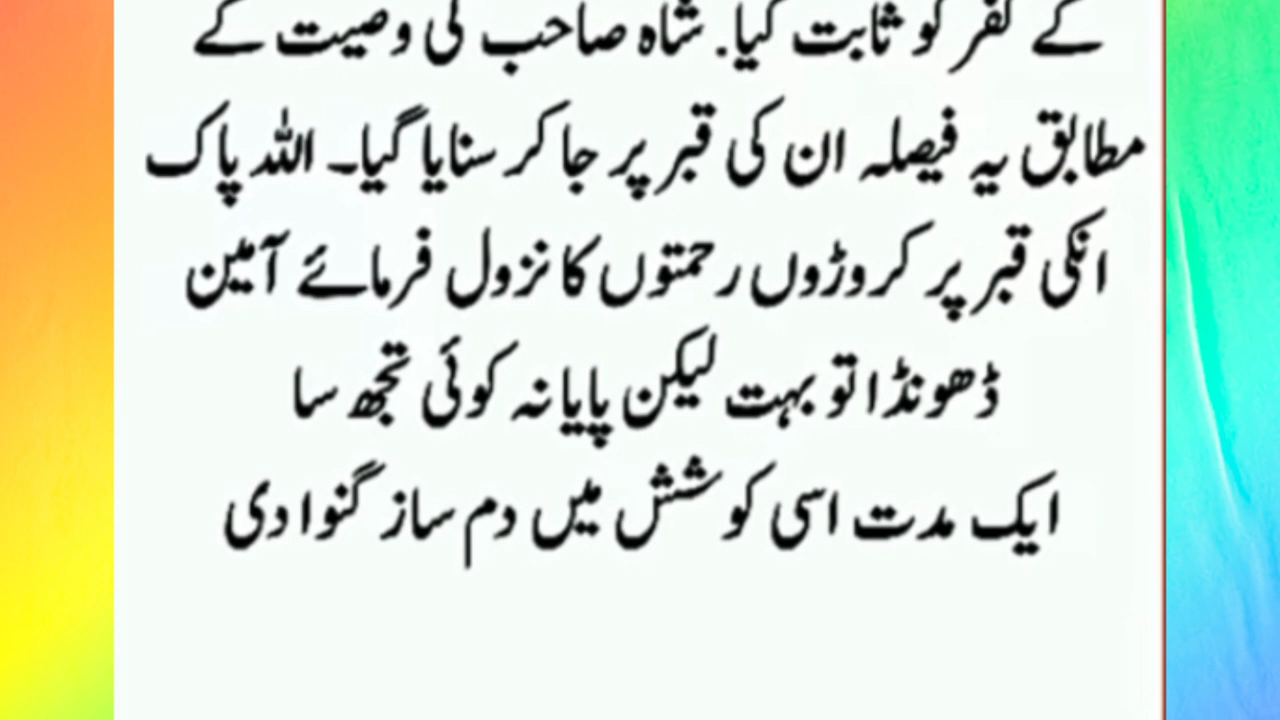 کے کفر کو ثابت کیا. شاہ صاحب کی وصیت کے
مطابق یہ فیصلہ ان کی قبر پر جا کر سنایا گیا۔ اللہ پاک
انکی قبر پر کروڑوں رحمتوں کا نزول فرمائے آمین
ڈھونڈا تو بہت لیکن پایا نہ کوئی تجھ سا
ایک مدت اسی کوشش میں دم ساز گنوا دی